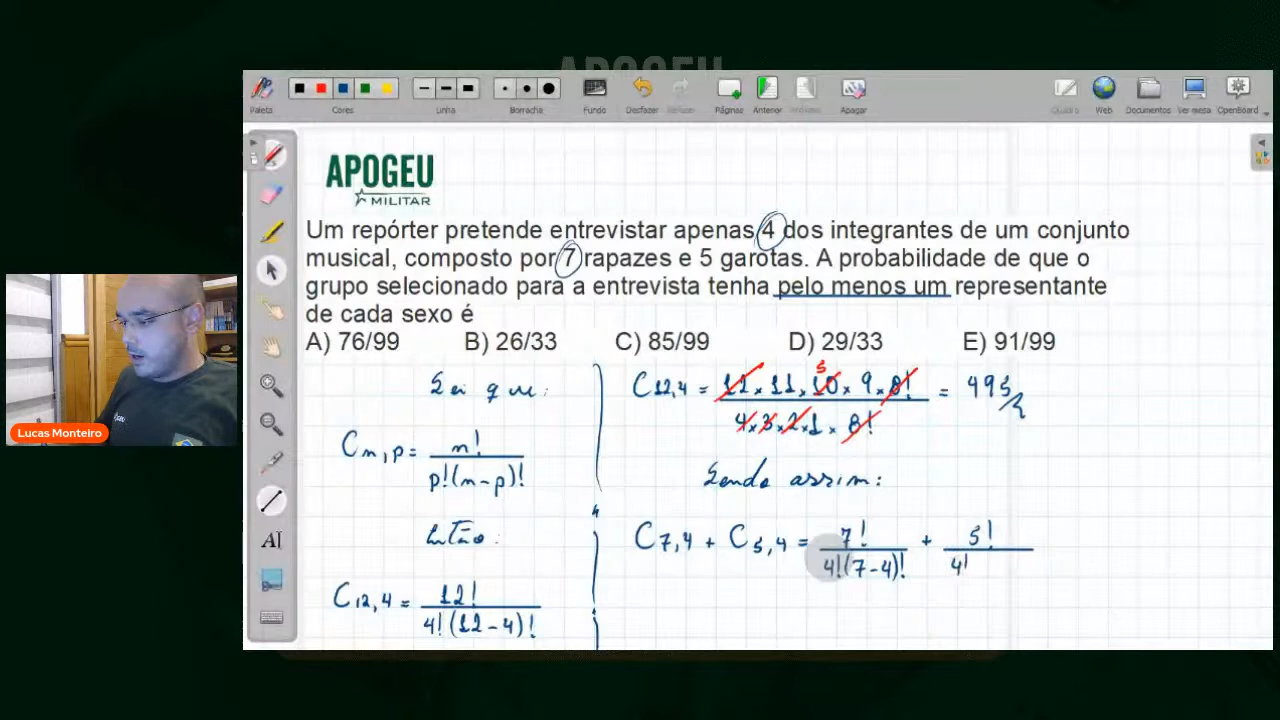 APOGEU
Paleta
Cores
Linha
Borracha
Fundo
Desfazer
Refazer
Páginas
Anterior
Apagar
Quadro
Web
Documentos
Ver mesa
OpenBoard
APOGEU
MILITAR
Um repórter pretende entrevistar apenas 4 dos integrantes de um conjunto
musical, composto por 7 rapazes e 5 garotas. A probabilidade de que o
grupo selecionado para a entrevista tenha pelo menos um representante
de cada sexo é
A) 76/99 B) 26/33 C) 85/99 D) 29/33 E) 91/99
Sei que:
Cn,p = n!
p!(n-p)!
Então:
C12,4 = 12!
4!(12-4)!
5
C12,4 = 12 x 11 x 10 x 9 x 8! = 495
4 x 3 x 2 x 1 x 8!
Sendo assim:
C7,4 + C5,4 = 7! + 5!
4!(7-4)! 4!
Lucas Monteiro
AI